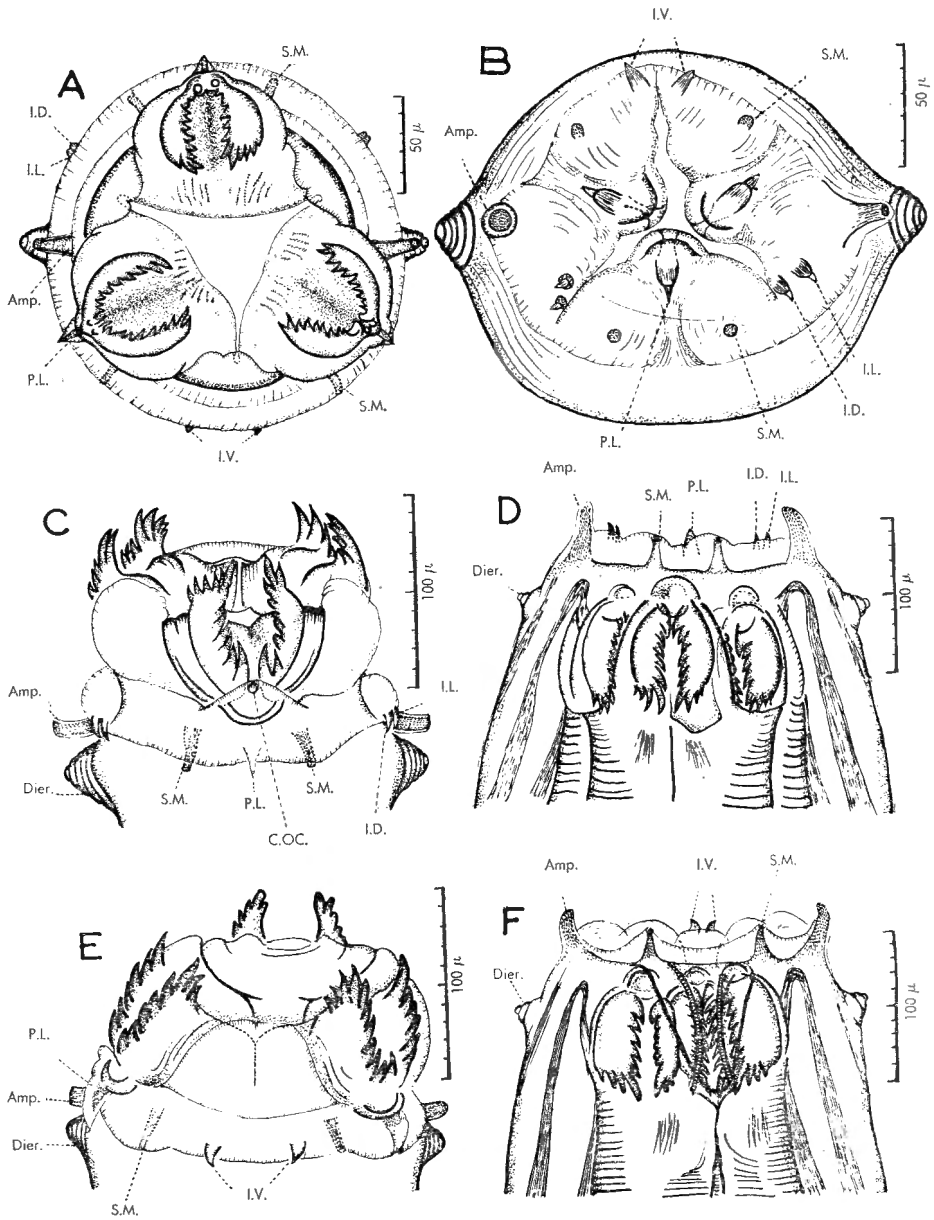 A
S.M.
I.D.
I.L.
50 μ
Amp.
P.L.
S.M.
I.V.
B
I.V.
S.M.
50 μ
Amp.
I.L.
I.D.
S.M.
P.L.
C
100 μ
Amp.
I.L.
Dier.
S.M.
P.L.
S.M.
I.D.
C.OC.
D
Amp.
S.M.
P.L.
I.D.
I.L.
Dier.
100 μ
E
100 μ
P.L.
Amp.
Dier.
S.M.
I.V.
F
Amp.
I.V.
S.M.
Dier.
100 μ